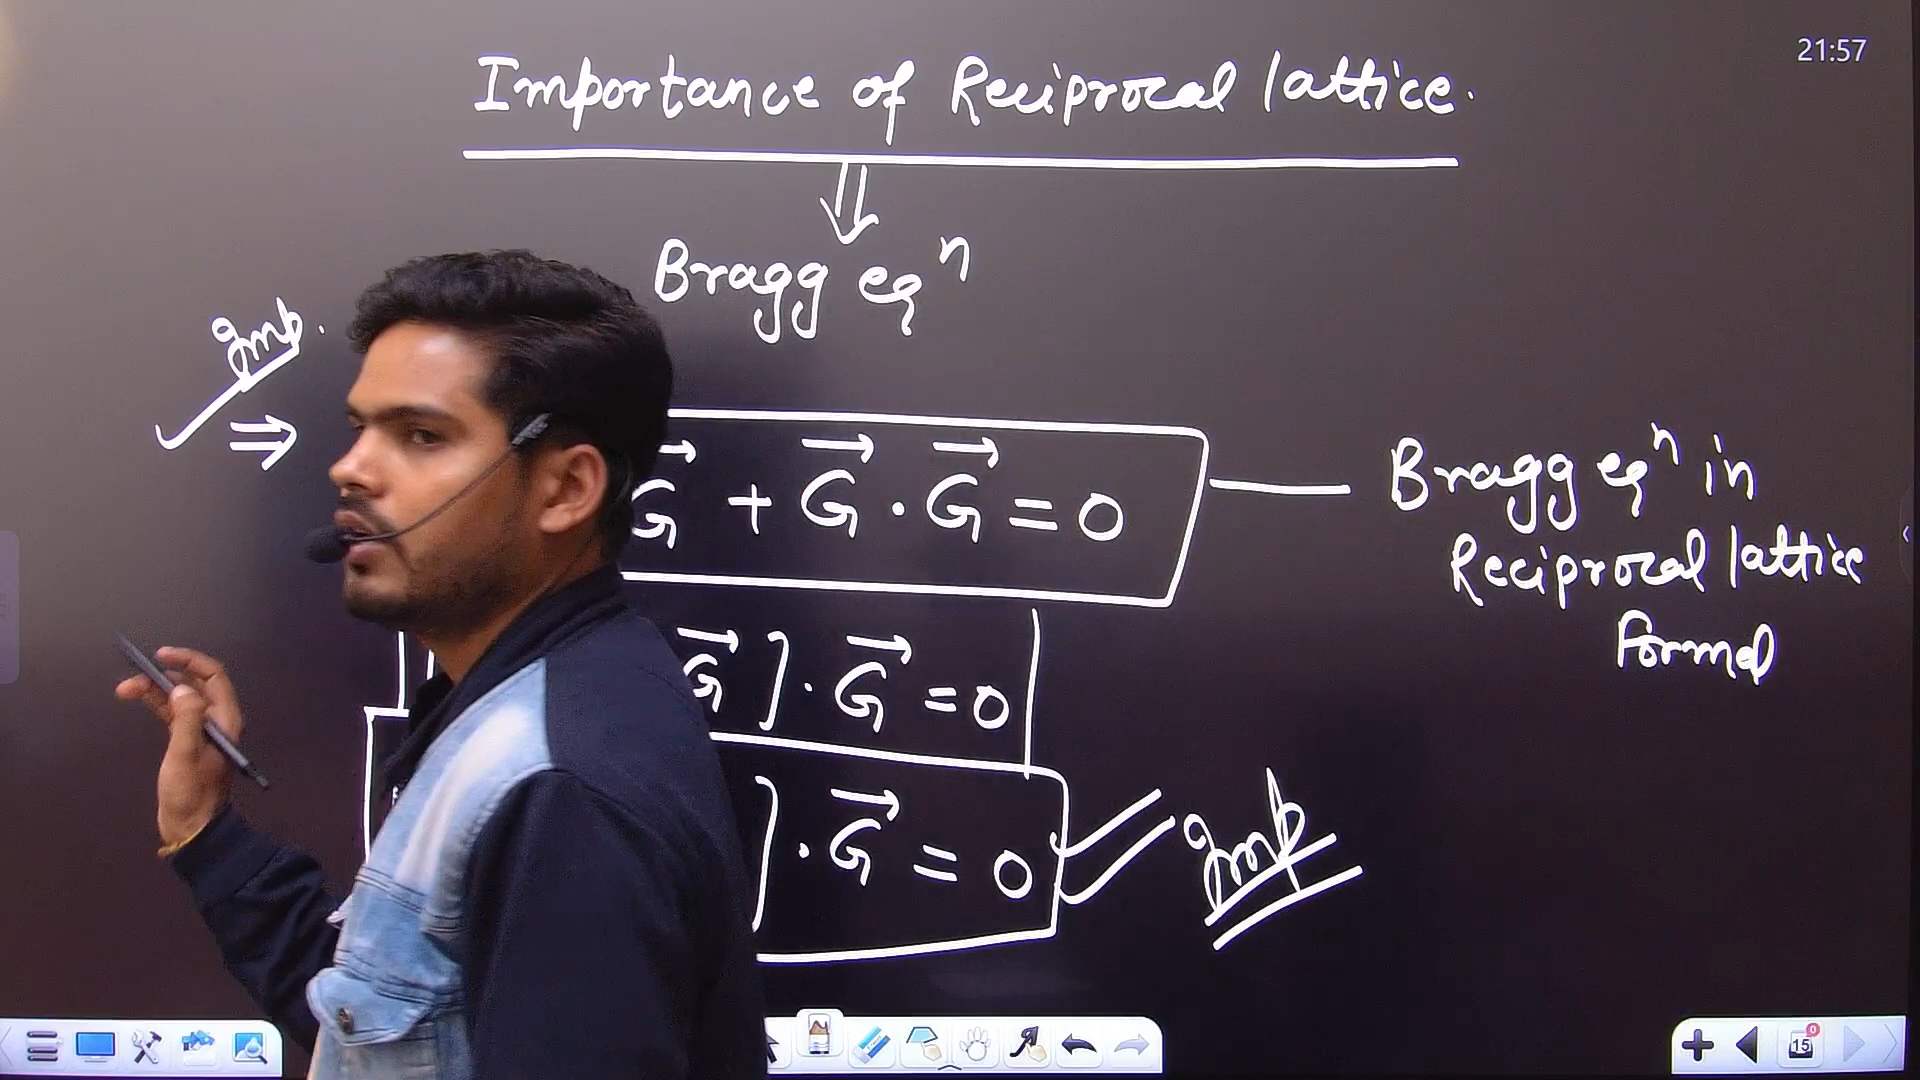 21:57
Importance of Reciprocal lattice.
Bragg eqⁿ
Imp.
⇒ G⃗ + G⃗ · G⃗ = 0
Bragg eqⁿ in
Reciprocal lattice
formed
G⃗ ] · G⃗ = 0
] · G⃗ = 0
Imp
15
0